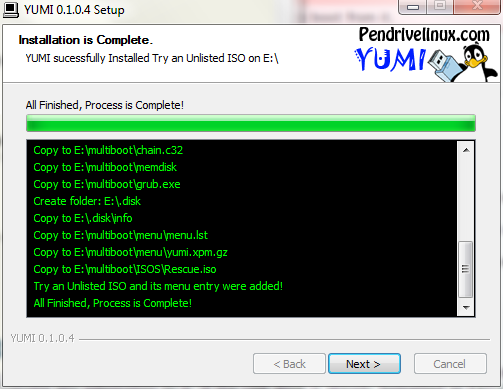 YUMI 0.1.0.4 Setup
Installation is Complete.
YUMI sucessfully Installed Try an Unlisted ISO on E:\
Pendrivelinux.com
YUMI
All Finished, Process is Complete!
Copy to E:\multiboot\chain.c32
Copy to E:\multiboot\memdisk
Copy to E:\multiboot\grub.exe
Create folder: E:\.disk
Copy to E:\.disk\info
Copy to E:\multiboot\menu\menu.lst
Copy to E:\multiboot\menu\yumi.xpm.gz
Copy to E:\multiboot\ISOS\Rescue.iso
Try an Unlisted ISO and its menu entry were added!
All Finished, Process is Complete!
YUMI 0.1.0.4
< Back
Next >
Cancel